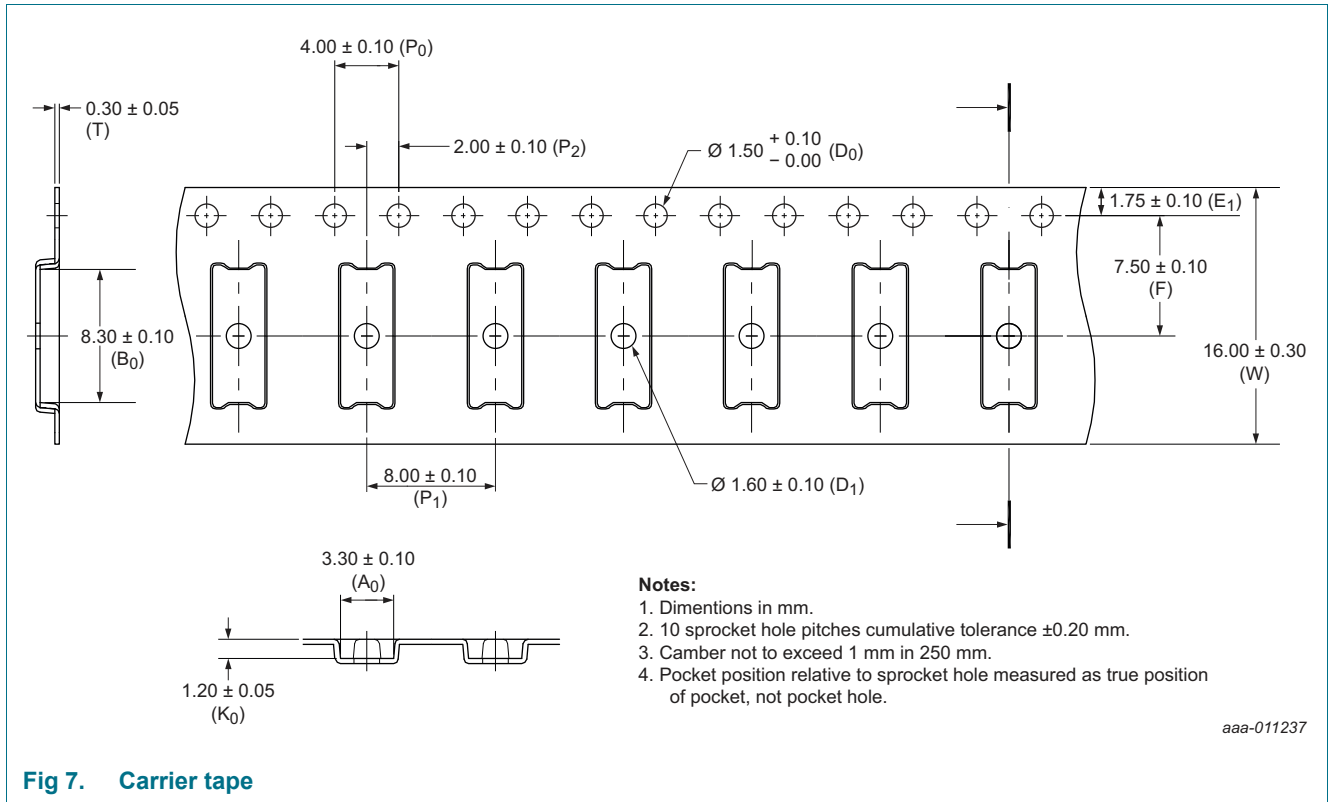 4.00 ± 0.10 (P0)
0.30 ± 0.05
(T)
2.00 ± 0.10 (P2)
Ø 1.50 + 0.10 − 0.00 (D0)
1.75 ± 0.10 (E1)
7.50 ± 0.10
(F)
8.30 ± 0.10
(B0)
16.00 ± 0.30
(W)
8.00 ± 0.10
(P1)
Ø 1.60 ± 0.10 (D1)
3.30 ± 0.10
(A0)
1.20 ± 0.05
(K0)
Notes:
1. Dimentions in mm.
2. 10 sprocket hole pitches cumulative tolerance ±0.20 mm.
3. Camber not to exceed 1 mm in 250 mm.
4. Pocket position relative to sprocket hole measured as true position
of pocket, not pocket hole.
aaa-011237
Fig 7. Carrier tape